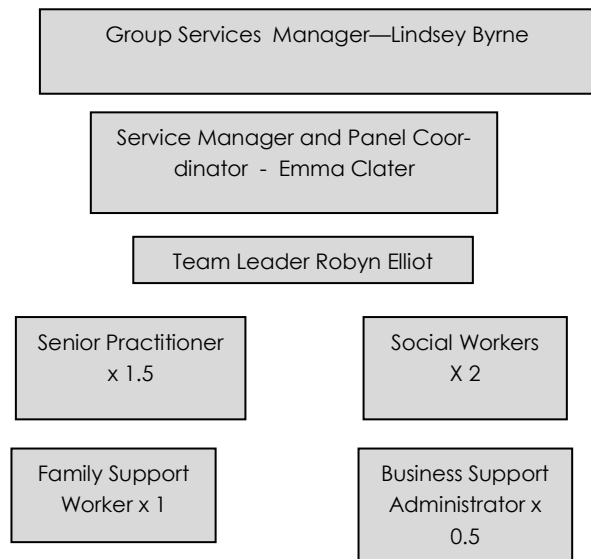 Group Services Manager—Lindsey Byrne
Service Manager and Panel Coor-
dinator - Emma Clater
Team Leader Robyn Elliot
Senior Practitioner
x 1.5
Social Workers
X 2
Family Support
Worker x 1
Business Support
Administrator x
0.5